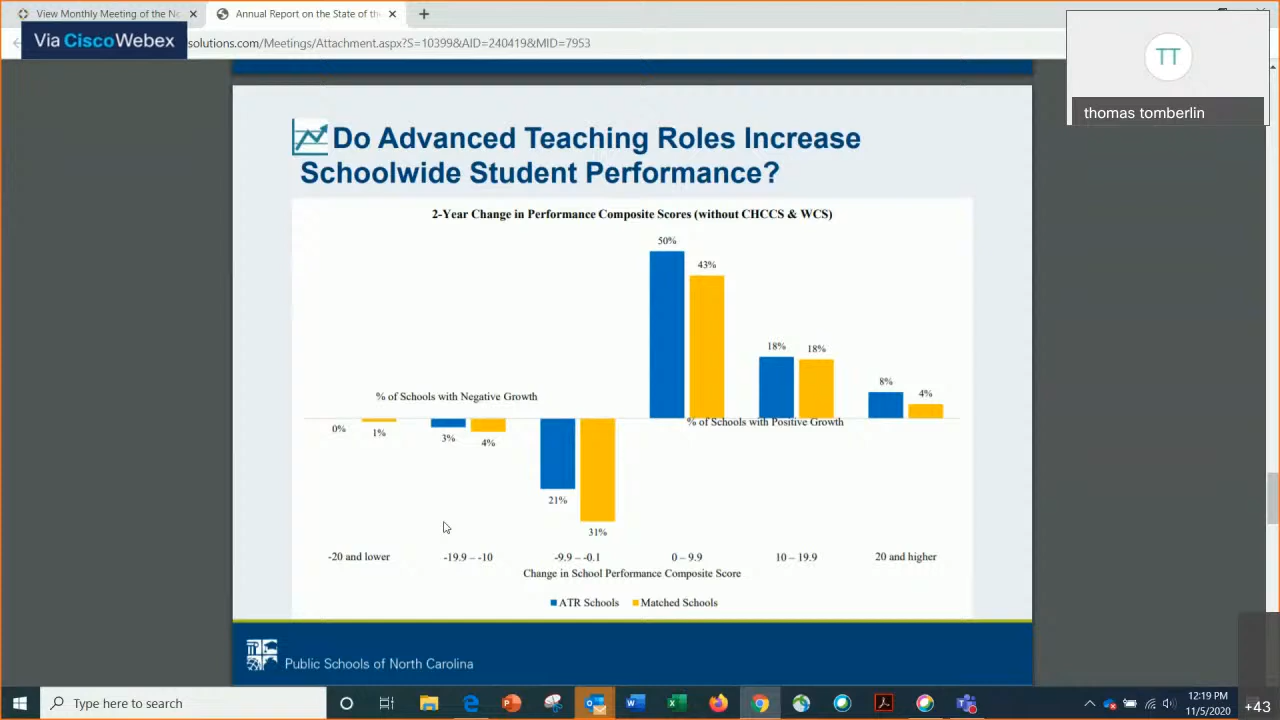 View Monthly Meeting of the No
Annual Report on the State of the
Via CiscoWebex
solutions.com/Meetings/Attachment.aspx?S=10399&AID=240419&MID=7953
TT
thomas tomberlin
Do Advanced Teaching Roles Increase
Schoolwide Student Performance?
2-Year Change in Performance Composite Scores (without CHCCS & WCS)
50%
43%
18%
18%
8%
4%
% of Schools with Negative Growth
% of Schools with Positive Growth
0%
1%
3%
4%
21%
31%
-20 and lower
-19.9 – -10
-9.9 – -0.1
0 – 9.9
10 – 19.9
20 and higher
Change in School Performance Composite Score
ATR Schools
Matched Schools
Public Schools of North Carolina
Type here to search
12:19 PM
11/5/2020
+43